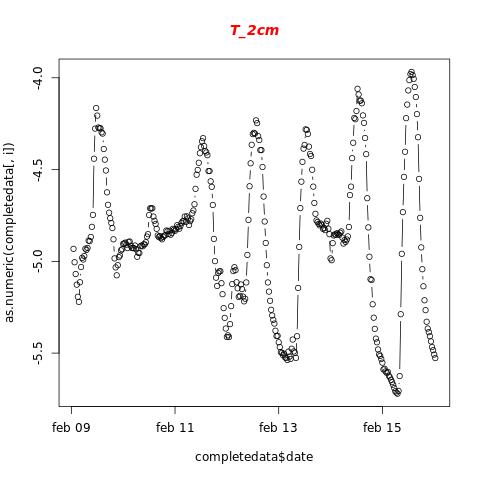 T_2cm
as.numeric(completedata[, i])
-4.0
-4.5
-5.0
-5.5
feb 09
feb 11
feb 13
feb 15
completedata$date